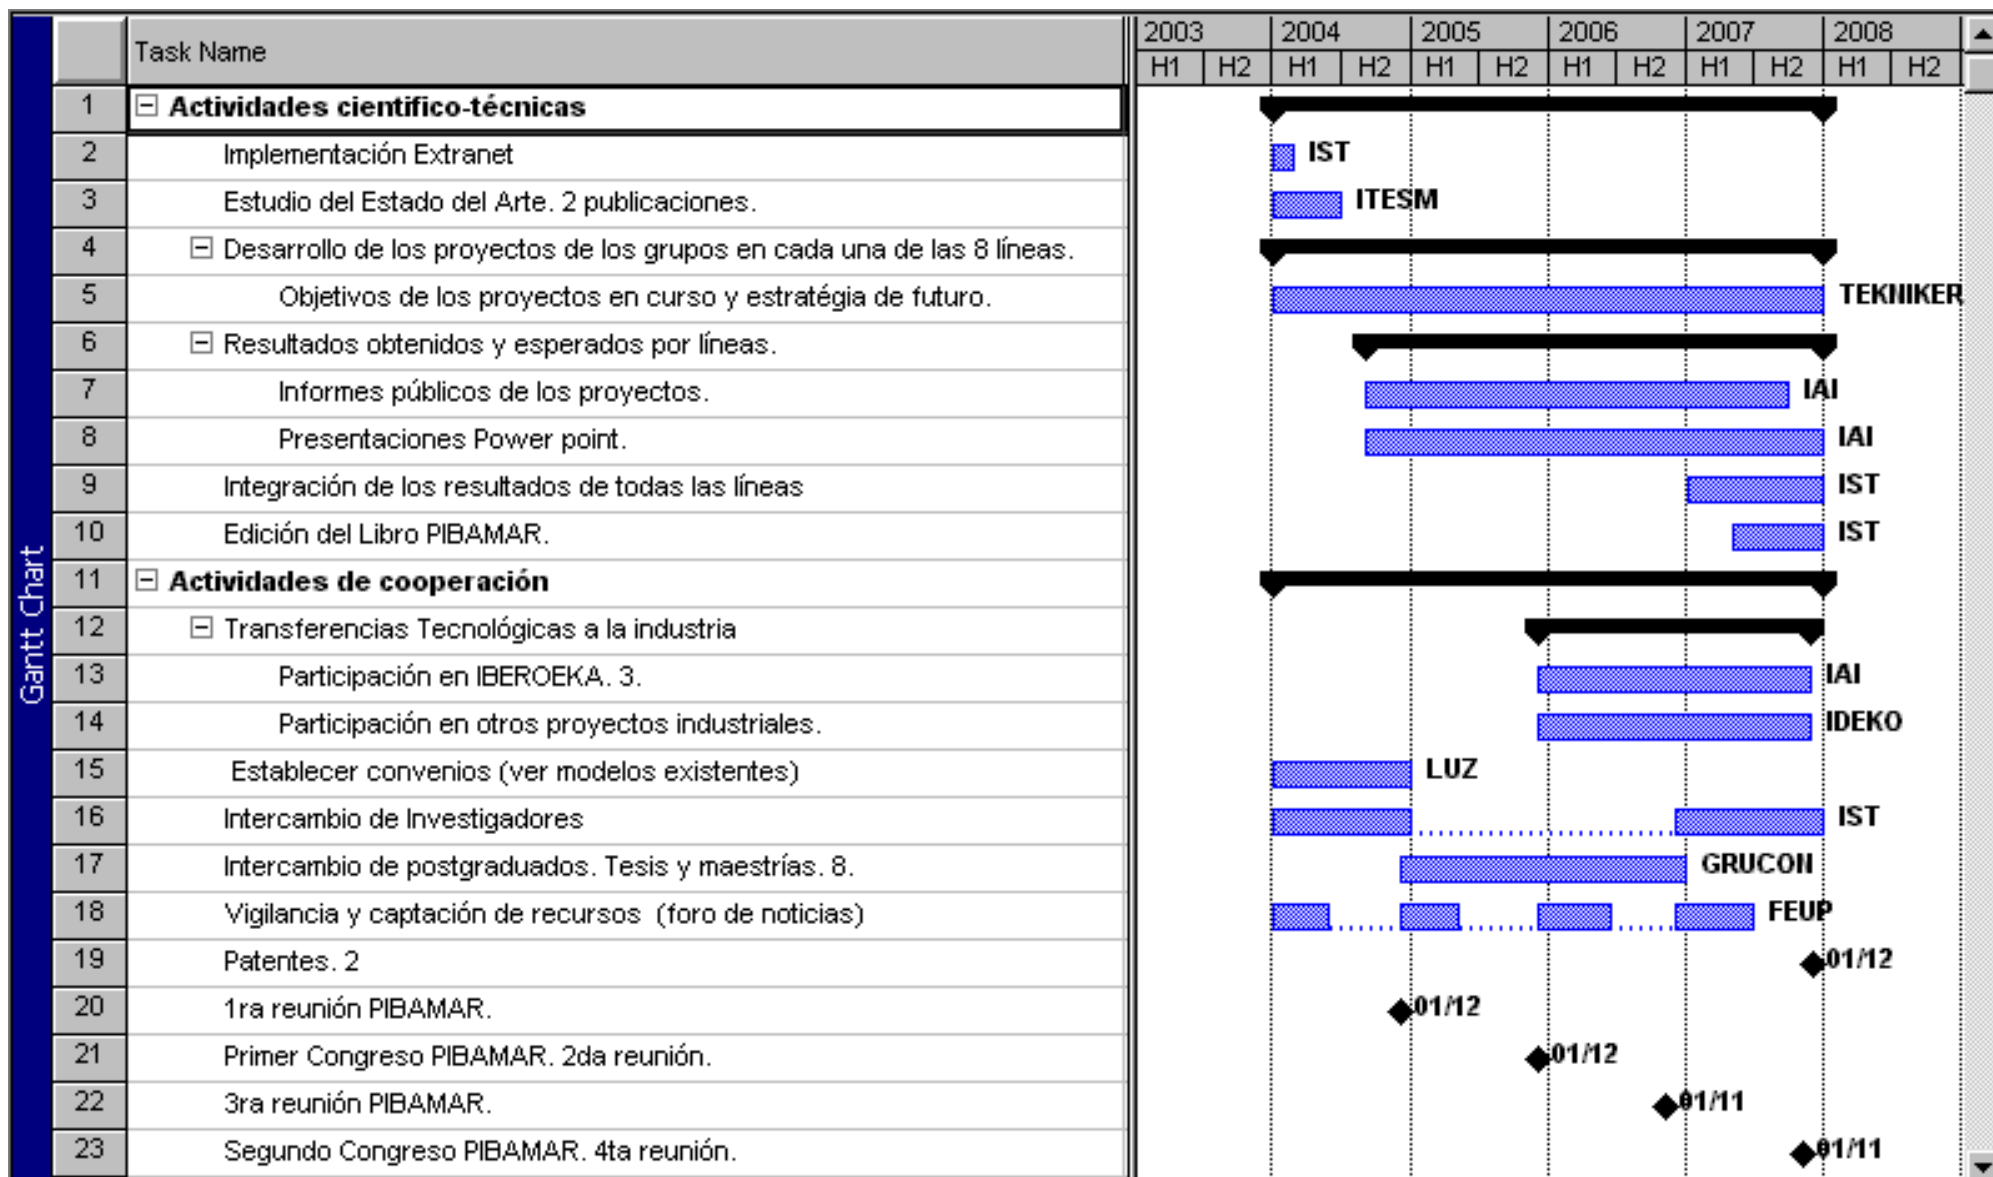 Gantt Chart
Task Name
2003 2004 2005 2006 2007 2008
H1 H2 H1 H2 H1 H2 H1 H2 H1 H2 H1 H2
1 Actividades científico-técnicas
2 Implementación Extranet IST
3 Estudio del Estado del Arte. 2 publicaciones. ITESM
4 Desarrollo de los proyectos de los grupos en cada una de las 8 líneas.
5 Objetivos de los proyectos en curso y estratégia de futuro. TEKNIKER
6 Resultados obtenidos y esperados por líneas.
7 Informes públicos de los proyectos. IAI
8 Presentaciones Power point. IAI
9 Integración de los resultados de todas las líneas IST
10 Edición del Libro PIBAMAR. IST
11 Actividades de cooperación
12 Transferencias Tecnológicas a la industria
13 Participación en IBEROEKA. 3. IAI
14 Participación en otros proyectos industriales. IDEKO
15 Establecer convenios (ver modelos existentes) LUZ
16 Intercambio de Investigadores IST
17 Intercambio de postgraduados. Tesis y maestrías. 8. GRUCON
18 Vigilancia y captación de recursos (foro de noticias) FEUP
19 Patentes. 2 01/12
20 1ra reunión PIBAMAR. 01/12
21 Primer Congreso PIBAMAR. 2da reunión. 01/12
22 3ra reunión PIBAMAR. 01/11
23 Segundo Congreso PIBAMAR. 4ta reunión. 01/11